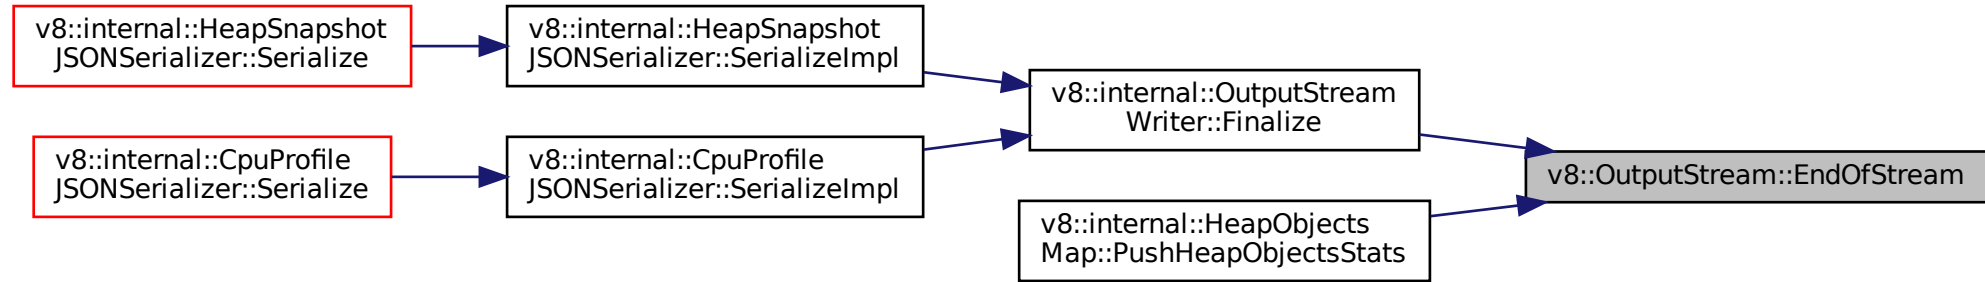 v8::internal::HeapSnapshot
JSONSerializer::Serialize
v8::internal::HeapSnapshot
JSONSerializer::SerializeImpl
v8::internal::OutputStream
Writer::Finalize
v8::internal::CpuProfile
JSONSerializer::Serialize
v8::internal::CpuProfile
JSONSerializer::SerializeImpl
v8::OutputStream::EndOfStream
v8::internal::HeapObjects
Map::PushHeapObjectsStats